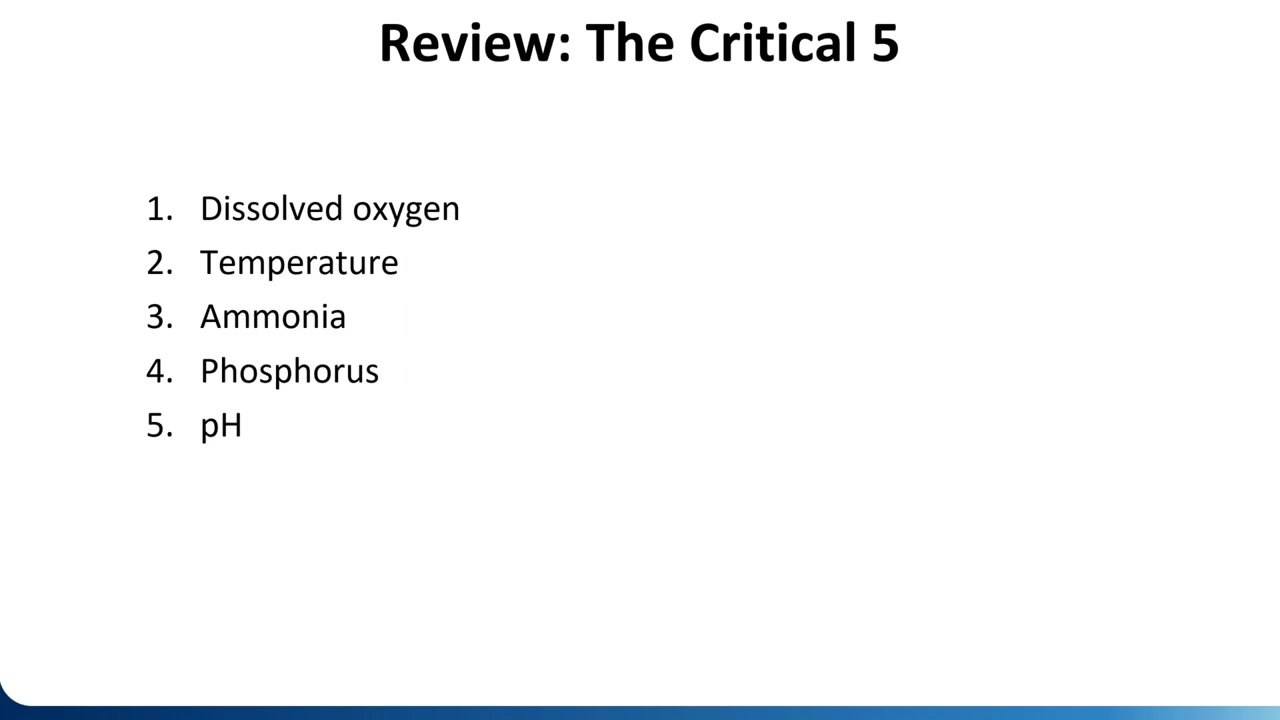 Review: The Critical 5
1. Dissolved oxygen
2. Temperature
3. Ammonia
4. Phosphorus
5. pH